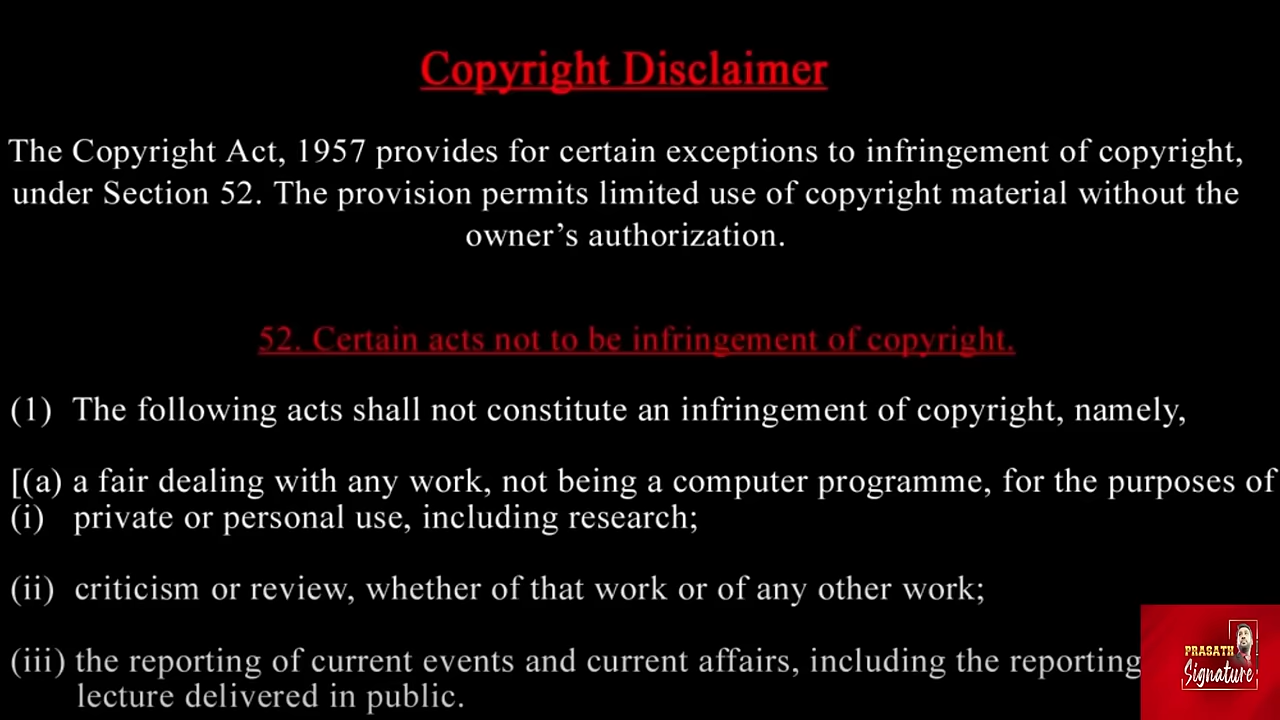 Copyright Disclaimer
The Copyright Act, 1957 provides for certain exceptions to infringement of copyright,
under Section 52. The provision permits limited use of copyright material without the
owner’s authorization.
52. Certain acts not to be infringement of copyright.
(1) The following acts shall not constitute an infringement of copyright, namely,
[(a) a fair dealing with any work, not being a computer programme, for the purposes of
(i) private or personal use, including research;
(ii) criticism or review, whether of that work or of any other work;
(iii) the reporting of current events and current affairs, including the reporting
lecture delivered in public.
PRASATH
Signature